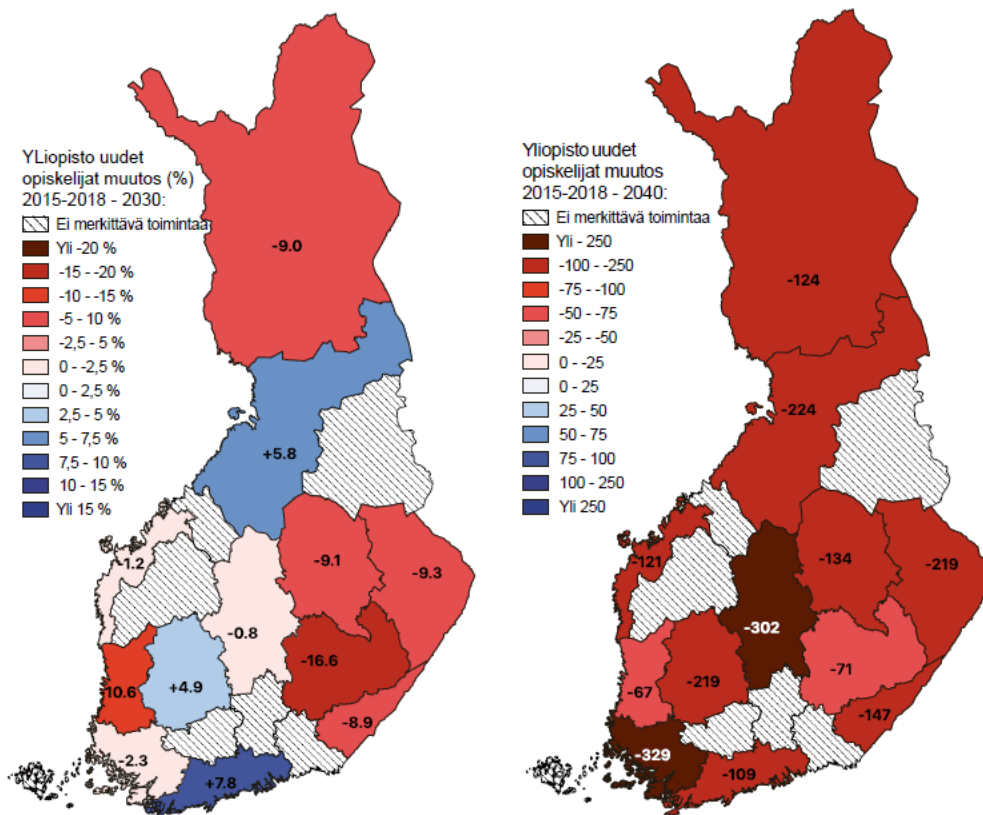 YLiopisto uudet
opiskelijat muutos (%)
2015-2018 - 2030:
Ei merkittävä toimintaa
Yli -20 %
-15 - -20 %
-10 - -15 %
-5 - 10 %
-2,5 - 5 %
0 - -2,5 %
0 - 2,5 %
2,5 - 5 %
5 - 7,5 %
7,5 - 10 %
10 - 15 %
Yli 15 %
-9.0
+5.8
-1.2
-9.1
-9.3
-0.8
-16.6
10.6
+4.9
-8.9
-2.3
+7.8
Yliopisto uudet
opiskelijat muutos
2015-2018 - 2040:
Ei merkittävä toimintaa
Yli - 250
-100 - -250
-75 - -100
-50 - -75
-25 - -50
0 - -25
0 - 25
25 - 50
50 - 75
75 - 100
100 - 250
Yli 250
-124
-224
-121
-134
-219
-302
-71
-67
-219
-147
-329
-109